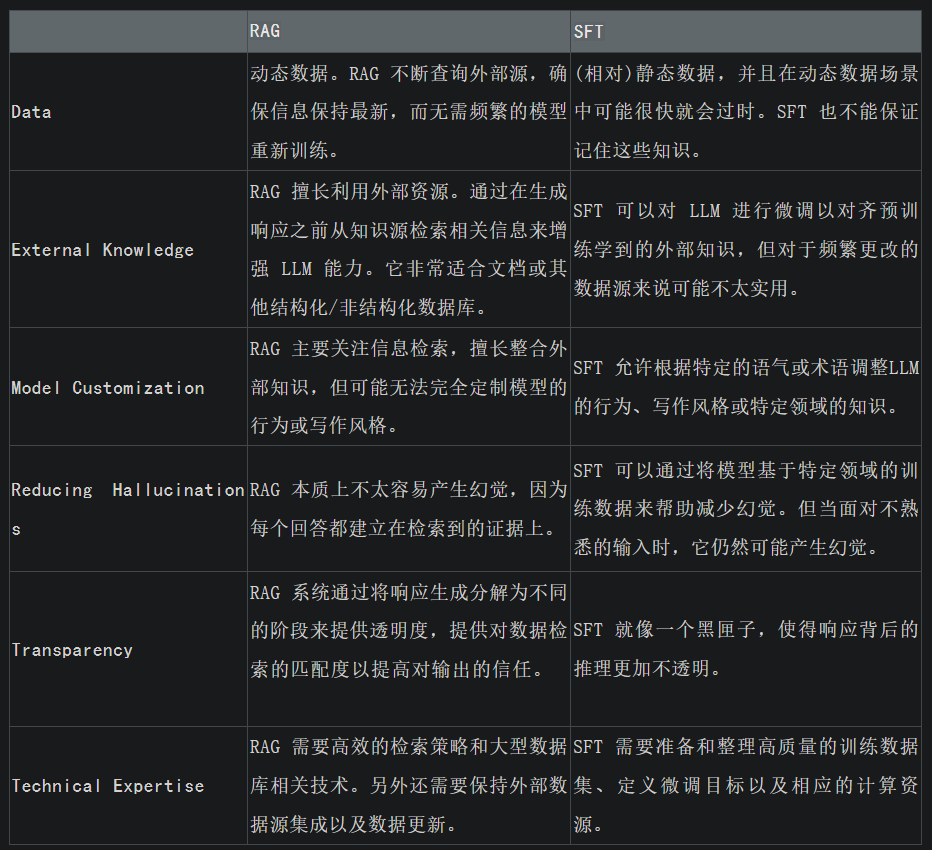 RAG
SFT
Data
动态数据。RAG 不断查询外部源，确
保信息保持最新，而无需频繁的模型
重新训练。
(相对)静态数据，并且在动态数据场景
中可能很快就会过时。SFT 也不能保证
记住这些知识。
External Knowledge
RAG 擅长利用外部资源。通过在生成
响应之前从知识源检索相关信息来增
强 LLM 能力。它非常适合文档或其
他结构化/非结构化数据库。
SFT 可以对 LLM 进行微调以对齐预训
练学到的外部知识，但对于频繁更改的
数据源来说可能不太实用。
Model Customization
RAG 主要关注信息检索，擅长整合外
部知识，但可能无法完全定制模型的
行为或写作风格。
SFT 允许根据特定的语气或术语调整LLM
的行为、写作风格或特定领域的知识。
Reducing Hallucination
s
RAG 本质上不太容易产生幻觉，因为
每个回答都建立在检索到的证据上。
SFT 可以通过将模型基于特定领域的训
练数据来帮助减少幻觉。但当面对不熟
悉的输入时，它仍然可能产生幻觉。
Transparency
RAG 系统通过将响应生成分解为不同
的阶段来提供透明度，提供对数据检
索的匹配度以提高对输出的信任。
SFT 就像一个黑匣子，使得响应背后的
推理更加不透明。
Technical Expertise
RAG 需要高效的检索策略和大型数据
库相关技术。另外还需要保持外部数
据源集成以及数据更新。
SFT 需要准备和整理高质量的训练数据
集、定义微调目标以及相应的计算资
源。